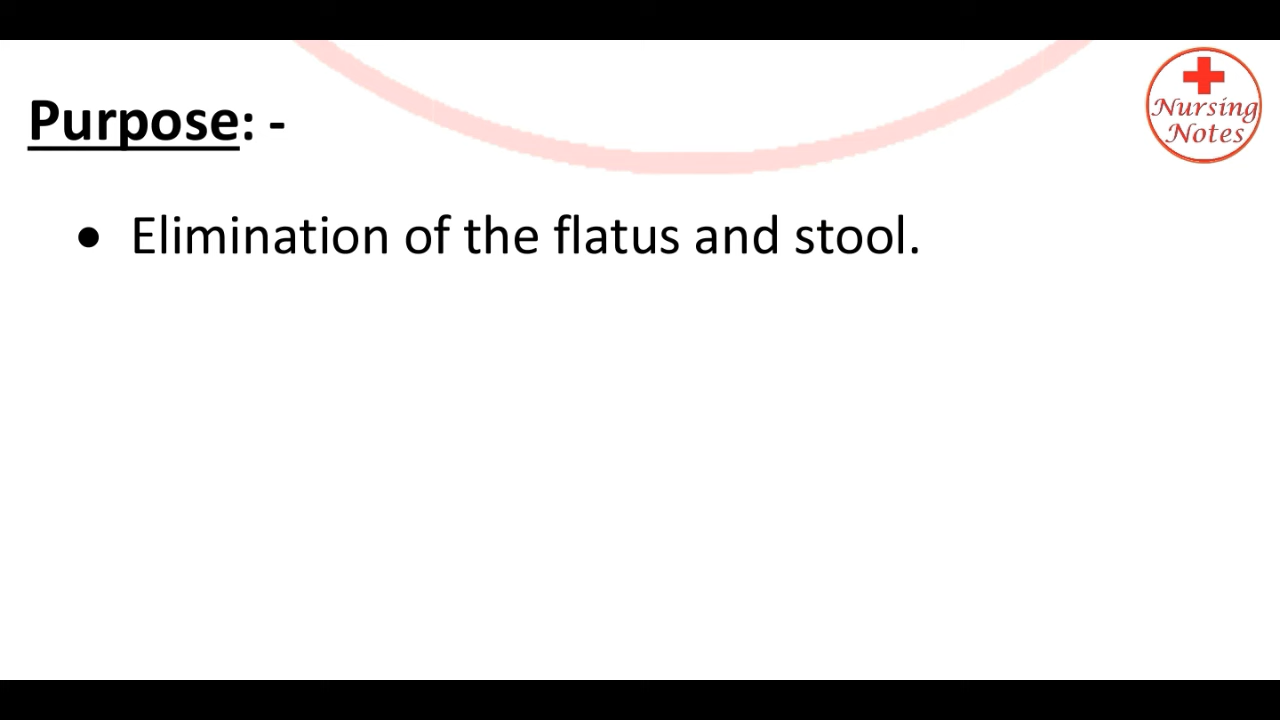 Purpose: -
Nursing
Notes
• Elimination of the flatus and stool.